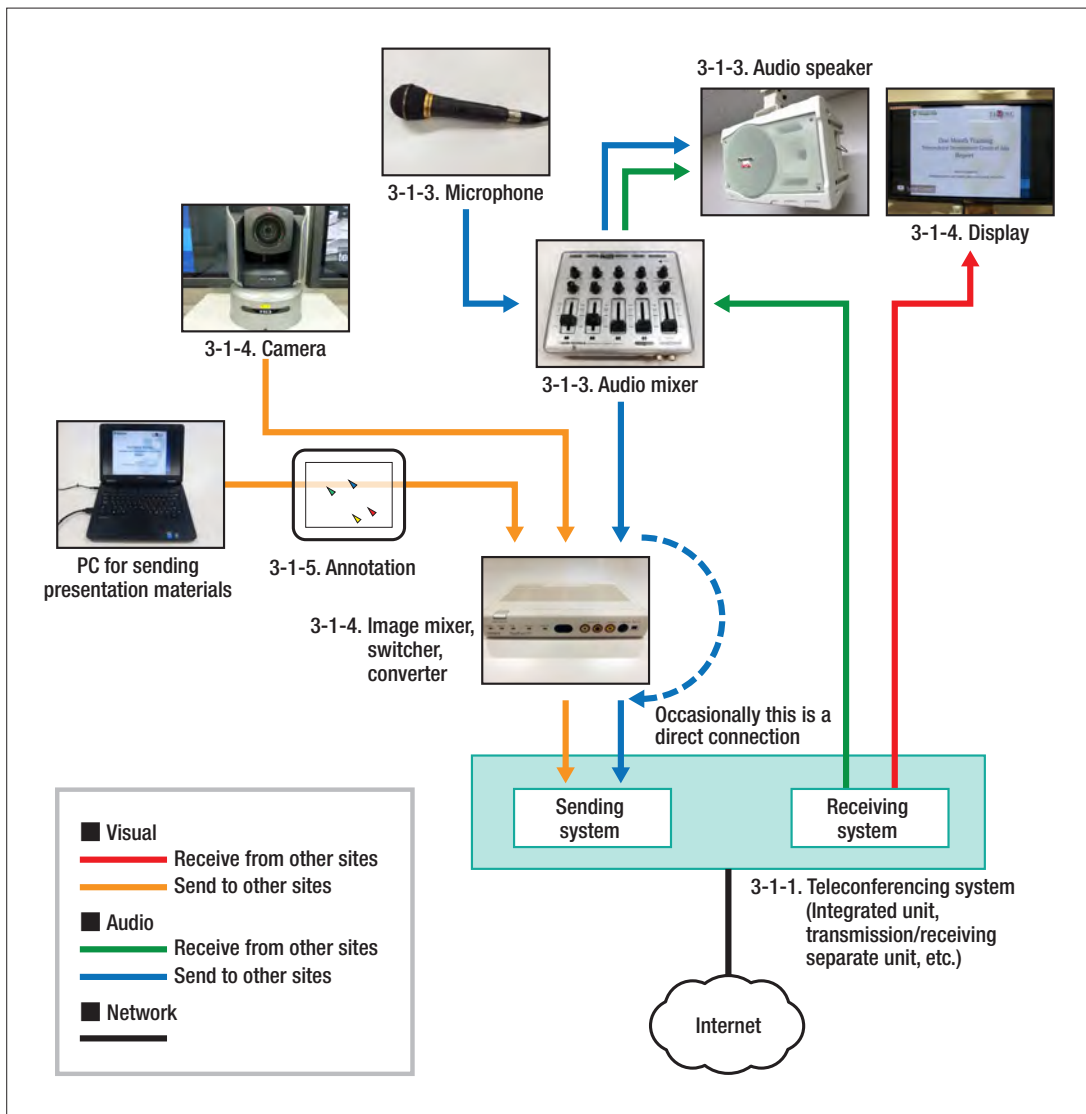 3-1-3. Audio speaker
3-1-3. Microphone
3-1-4. Display
One Month Training
Report
3-1-4. Camera
3-1-3. Audio mixer
PC for sending
presentation materials
3-1-5. Annotation
3-1-4. Image mixer,
switcher,
converter
Occasionally this is a
direct connection
Sending
system
Receiving
system
3-1-1. Teleconferencing system
(Integrated unit,
transmission/receiving
separate unit, etc.)
Internet
Visual
Receive from other sites
Send to other sites
Audio
Receive from other sites
Send to other sites
Network